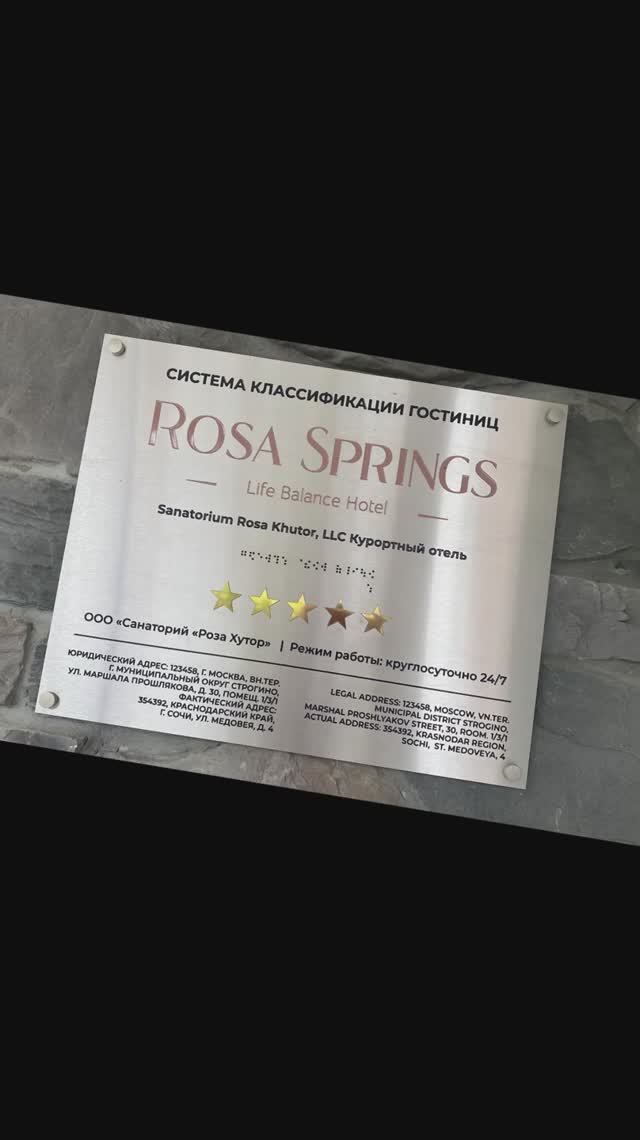 СИСТЕМА КЛАССИФИКАЦИИ ГОСТИНИЦ
ROSA SPRINGS
Life Balance Hotel
Sanatorium Rosa Khutor, LLC Курортный отель
ООО «Санаторий «Роза Хутор» | Режим работы: круглосуточно 24/7
ЮРИДИЧЕСКИЙ АДРЕС: 123458, Г. МОСКВА, ВН.ТЕР.
Г. МУНИЦИПАЛЬНЫЙ ОКРУГ СТРОГИНО,
УЛ. МАРШАЛА ПРОШЛЯКОВА, Д. 30, ПОМЕЩ. 1/3/1
ФАКТИЧЕСКИЙ АДРЕС:
354392, КРАСНОДАРСКИЙ КРАЙ,
Г. СОЧИ, УЛ. МЕДОВЕЯ, Д. 4
LEGAL ADDRESS: 123458, MOSCOW, VN.TER.
MUNICIPAL DISTRICT STROGINO,
MARSHAL PROSHLYAKOV STREET, 30, ROOM. 1/3/1
ACTUAL ADDRESS: 354392, KRASNODAR REGION,
SOCHI, ST. MEDOVEYA, 4